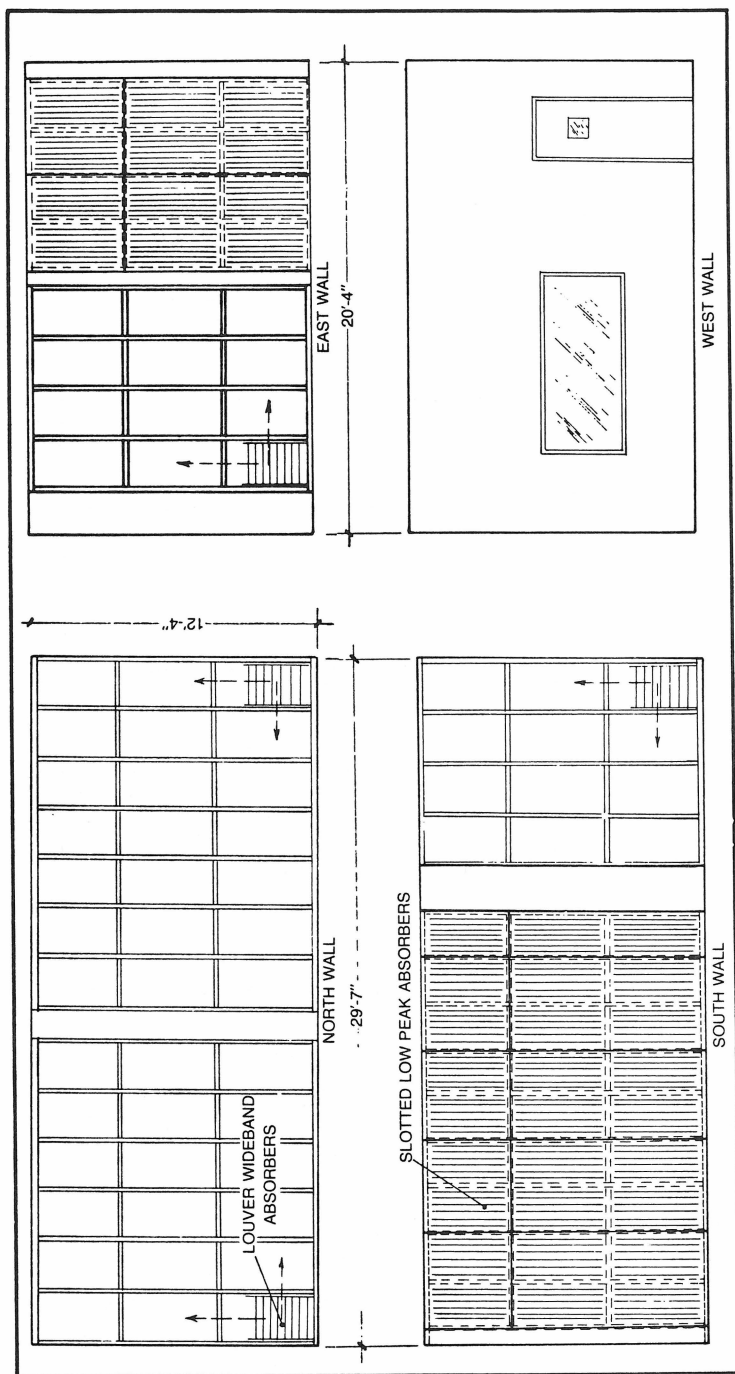 EAST WALL
20'-4"
WEST WALL
12'-4"
NORTH WALL
29'-7"
LOUVER WIDEBAND
ABSORBERS
SLOTTED LOW PEAK ABSORBERS
SOUTH WALL